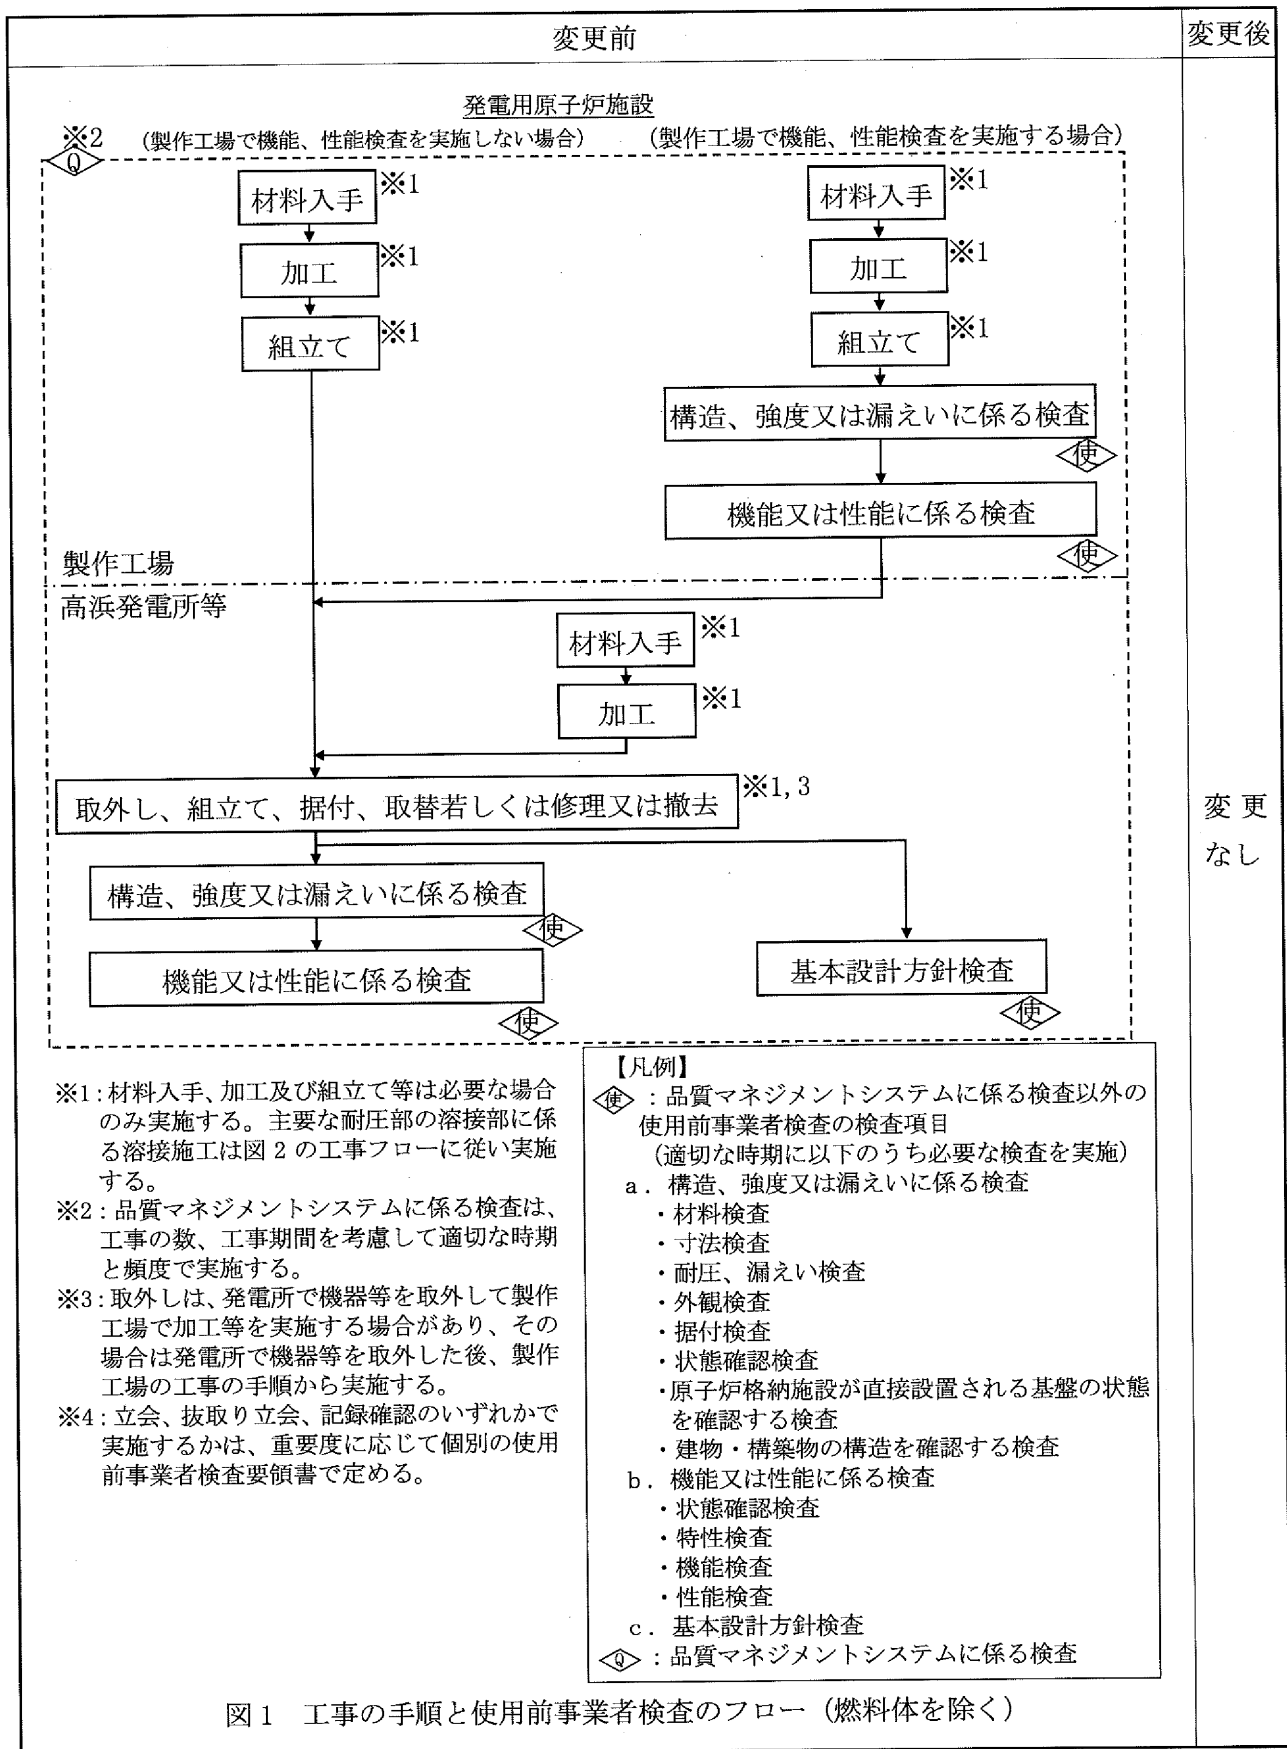 変更前
変更後
発電用原子炉施設
※2
(製作工場で機能、性能検査を実施しない場合)
(製作工場で機能、性能検査を実施する場合)
Q
材料入手
※1
加工
※1
組立て
※1
材料入手
※1
加工
※1
組立て
※1
構造、強度又は漏えいに係る検査
使
機能又は性能に係る検査
使
製作工場
高浜発電所等
材料入手
※1
加工
※1
取外し、組立て、据付、取替若しくは修理又は撤去
※1,3
構造、強度又は漏えいに係る検査
使
機能又は性能に係る検査
使
基本設計方針検査
使
変更
なし
※1:材料入手、加工及び組立て等は必要な場合
のみ実施する。主要な耐圧部の溶接部に係
る溶接施工は図2の工事フローに従い実施
する。
※2:品質マネジメントシステムに係る検査は、
工事の数、工事期間を考慮して適切な時期
と頻度で実施する。
※3:取外しは、発電所で機器等を取外して製作
工場で加工等を実施する場合があり、その
場合は発電所で機器等を取外した後、製作
工場の工事の手順から実施する。
※4:立会、抜取り立会、記録確認のいずれかで
実施するかは、重要度に応じて個別の使用
前事業者検査要領書で定める。
【凡例】
使:品質マネジメントシステムに係る検査以外の
使用前事業者検査の検査項目
(適切な時期に以下のうち必要な検査を実施)
a.構造、強度又は漏えいに係る検査
・材料検査
・寸法検査
・耐圧、漏えい検査
・外観検査
・据付検査
・状態確認検査
・原子炉格納施設が直接設置される基盤の状態
を確認する検査
・建物・構築物の構造を確認する検査
b.機能又は性能に係る検査
・状態確認検査
・特性検査
・機能検査
・性能検査
c.基本設計方針検査
Q:品質マネジメントシステムに係る検査
図1 工事の手順と使用前事業者検査のフロー(燃料体を除く)